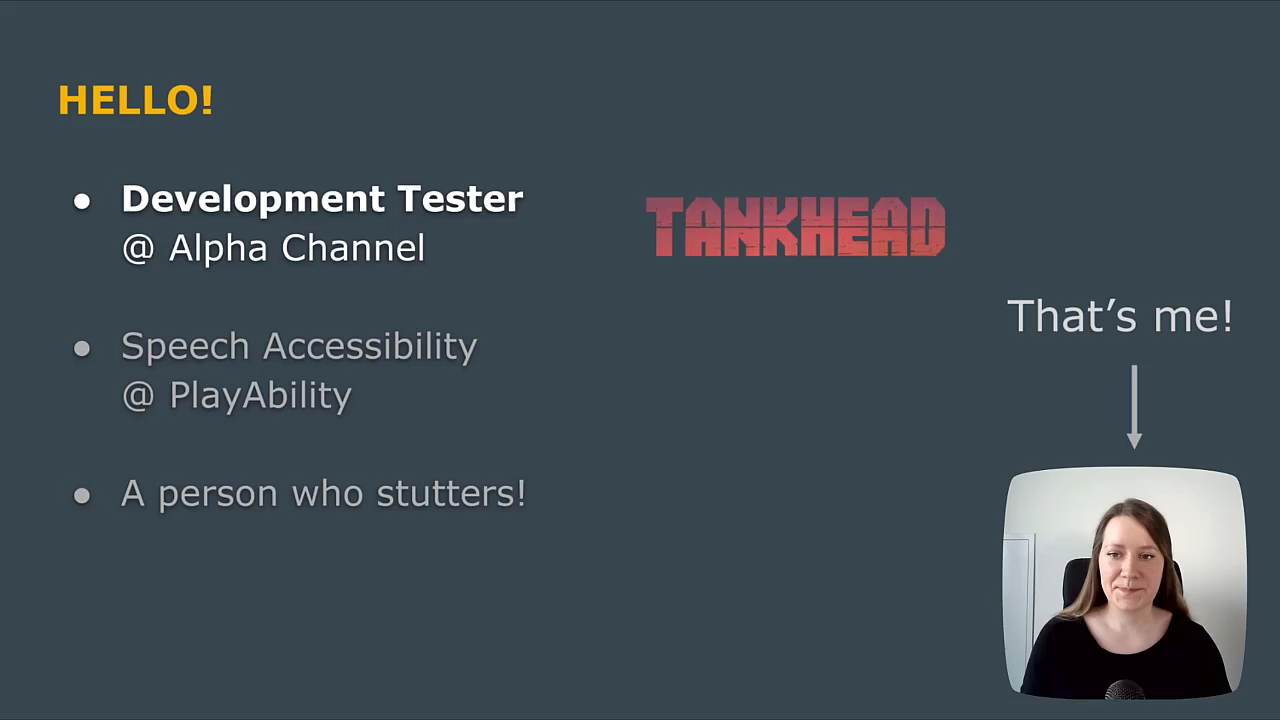 HELLO!
● Development Tester
@ Alpha Channel
TANKHEAD
● Speech Accessibility
@ PlayAbility
● A person who stutters!
That’s me!